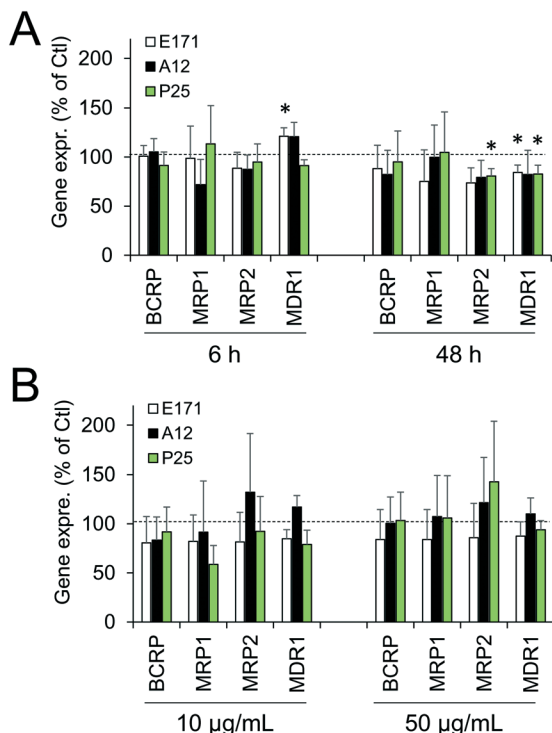 A
Gene expr. (% of Ctl)
200
150
100
50
0
E171
A12
P25
*
*
* *
BCRP
MRP1
MRP2
MDR1
BCRP
MRP1
MRP2
MDR1
6 h
48 h
B
Gene expre. (% of Ctl)
200
150
100
50
0
E171
A12
P25
BCRP
MRP1
MRP2
MDR1
BCRP
MRP1
MRP2
MDR1
10 µg/mL
50 µg/mL